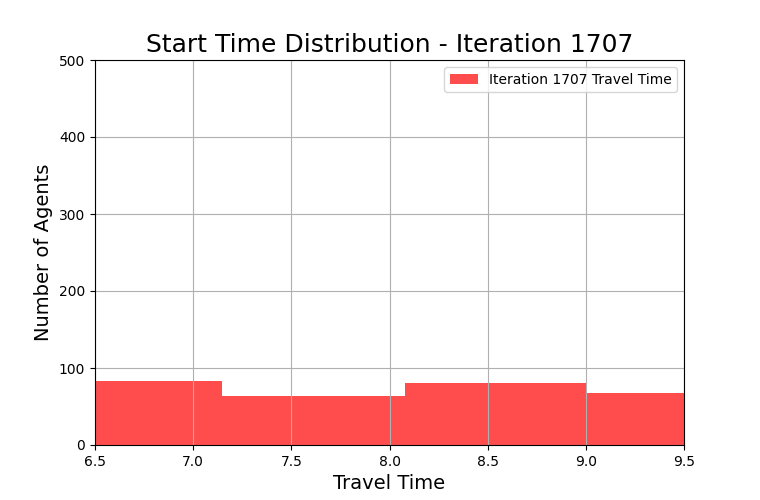 Start Time Distribution - Iteration 1707
500
Iteration 1707 Travel Time
400
300
200
100
0
Number of Agents
6.5 7.0 7.5 8.0 8.5 9.0 9.5
Travel Time